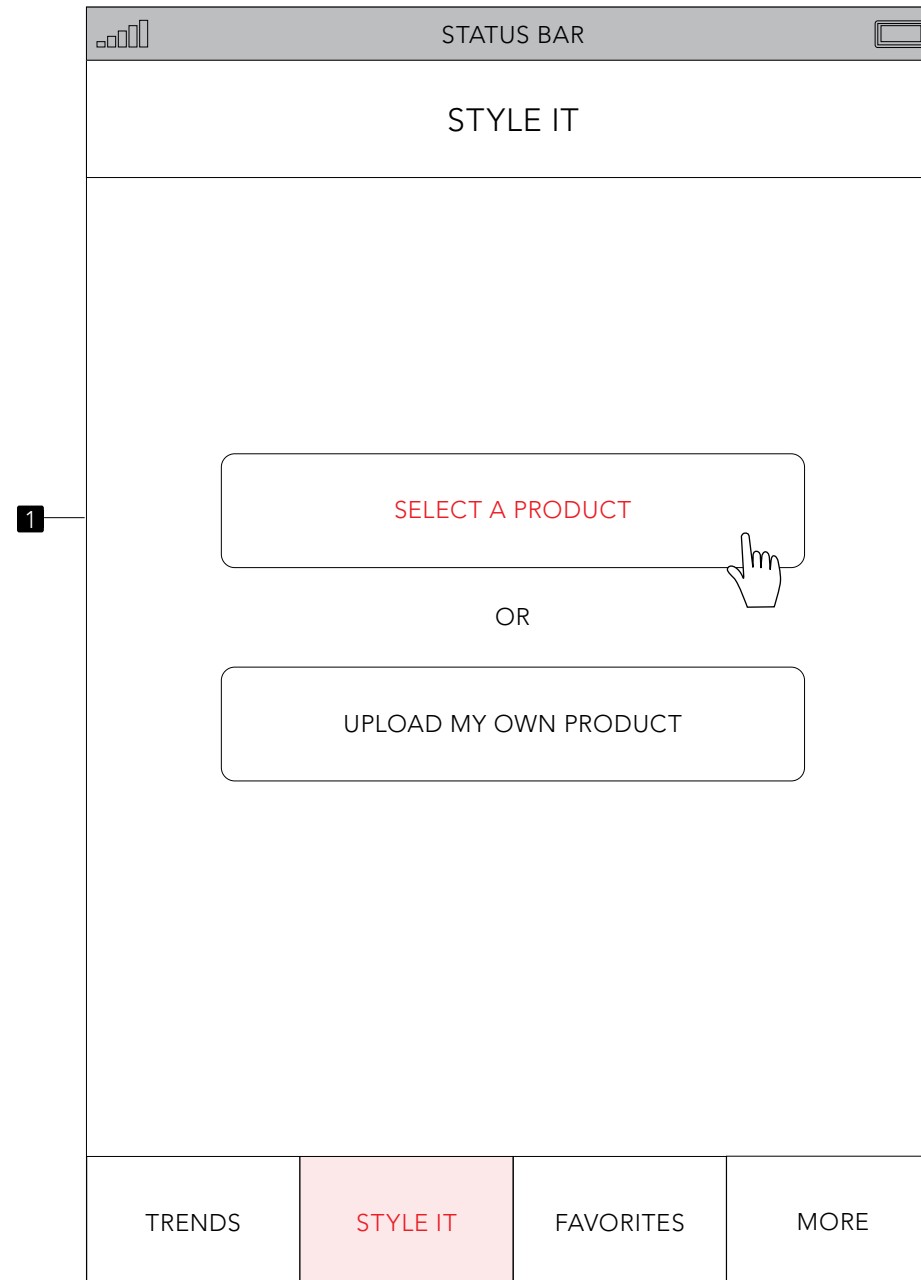 STATUS BAR
STYLE IT
1
SELECT A PRODUCT
OR
UPLOAD MY OWN PRODUCT
TRENDS
STYLE IT
FAVORITES
MORE